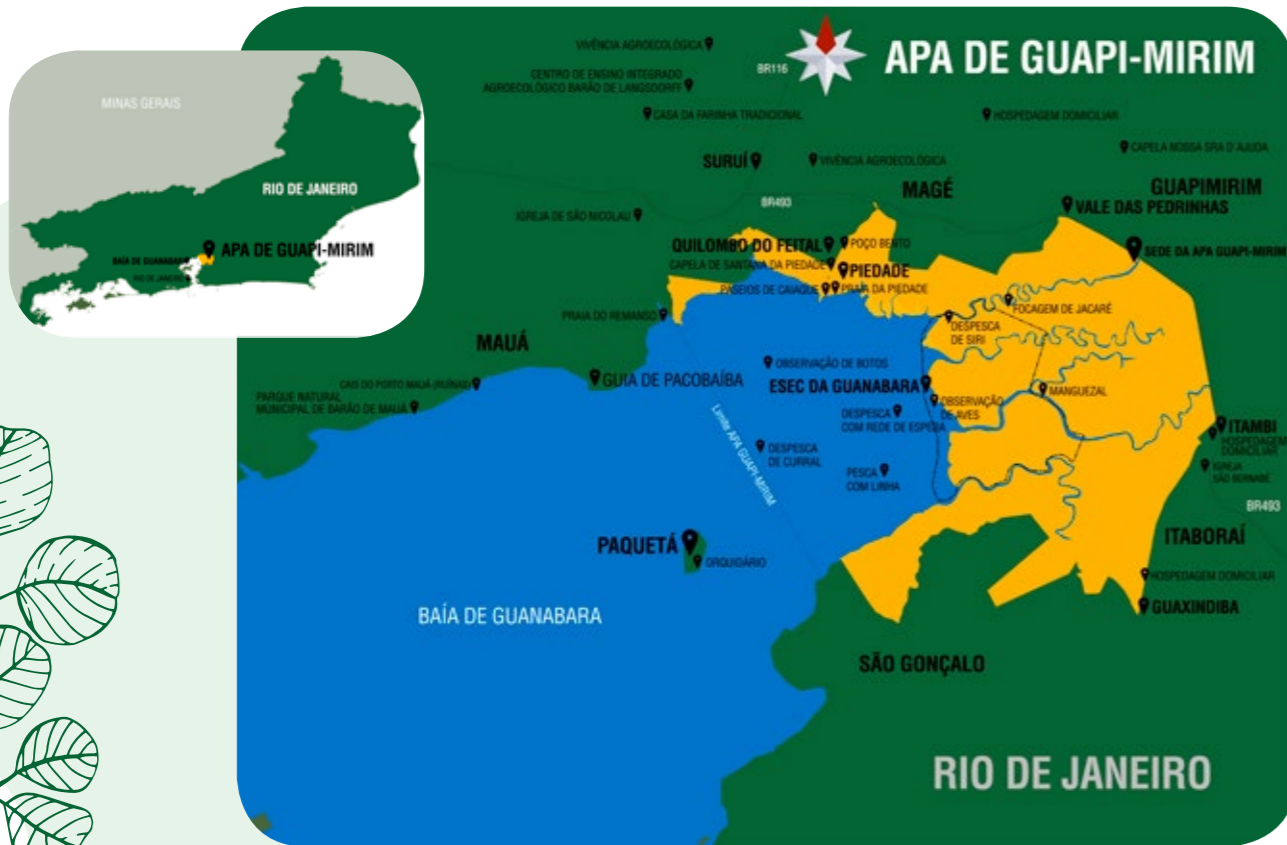 MINAS GERAIS
RIO DE JANEIRO
APA DE GUAPI-MIRIM
BAÍA DE GUANABARA
RIO DE JANEIRO
APA DE GUAPI-MIRIM
VIVÊNCIA AGROECOLÓGICA
BR116
CENTRO DE ENSINO INTEGRADO
AGROECOLÓGICO BARÃO DE LANGSDORFF
CASA DA FARINHA TRADICIONAL
HOSPEDAGEM DOMICILIAR
CAPELA NOSSA SRA D'AJUDA
SURUÍ
VIVÊNCIA AGROECOLÓGICA
MAGÉ
GUAPIMIRIM
BR493
VALE DAS PEDRINHAS
IGREJA DE SÃO NICOLAU
QUILOMBO DO FEITAL
POÇO BENTO
SEDE DA APA GUAPI-MIRIM
CAPELA DE SANTANA DA PIEDADE
PIEDADE
PASEIOS DE CAIAQUE
PRAIA DA PIEDADE
FOCAGEM DE JACARÉ
PRAIA DO REMANSO
DESPESCA
DE SIRI
MAUÁ
OBSERVAÇÃO DE BOTOS
GUIA DE PACOBAÍBA
ESEC DA GUANABARA
CAIS DO PORTO MAUÁ (RUÍNAS)
MANGUEZAL
PARQUE NATURAL
MUNICIPAL DE BARÃO DE MAUÁ
OBSERVAÇÃO
DE AVES
Limite APA GUAPI-MIRIM
DESPESCA
COM REDE DE ESPERA
ITAMBI
HOSPEDAGEM
DOMICILIAR
DESPESCA
DE CURRAL
PESCA
COM LINHA
IGREJA
SÃO BERNABÉ
BR493
ITABORAÍ
PAQUETÁ
ORQUIDÁRIO
HOSPEDAGEM DOMICILIAR
GUAXINDIBA
BAÍA DE GUANABARA
SÃO GONÇALO
RIO DE JANEIRO